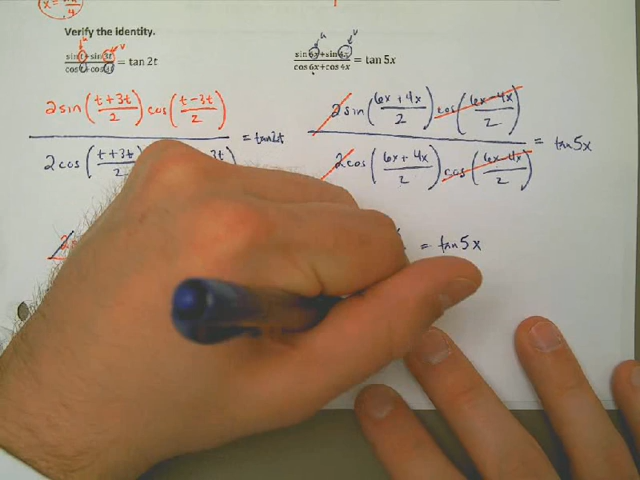 Verify the identity.
sin t + sin 3t / cos t + cos 3t = tan 2t
u v
sin 6x + sin 4x / cos 6x + cos 4x = tan 5x
u v
2 sin (t + 3t / 2) cos (t - 3t / 2) = tan 2t
2 cos (t + 3t / 2) 3t
2 sin (6x + 4x / 2) cos (6x - 4x / 2) = tan 5x
2 cos (6x + 4x / 2) cos (6x - 4x / 2)
2
= tan 5x